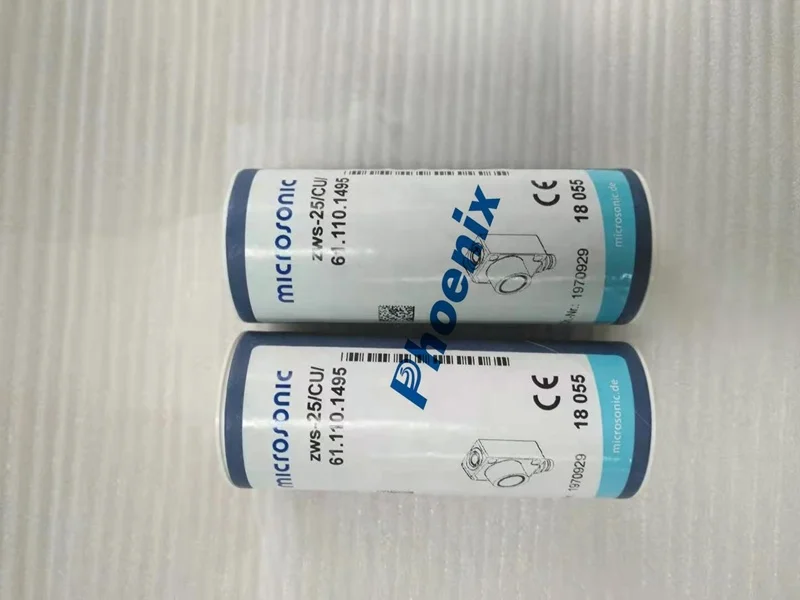 microsonic
zws-25/CU/
61.110.1495
CE
-Nr.: 1970929
18 055
microsonic.de
Phoenix
microsonic
zws-25/CU/
61.110.1495
CE
1970929
18 055
microsonic.de